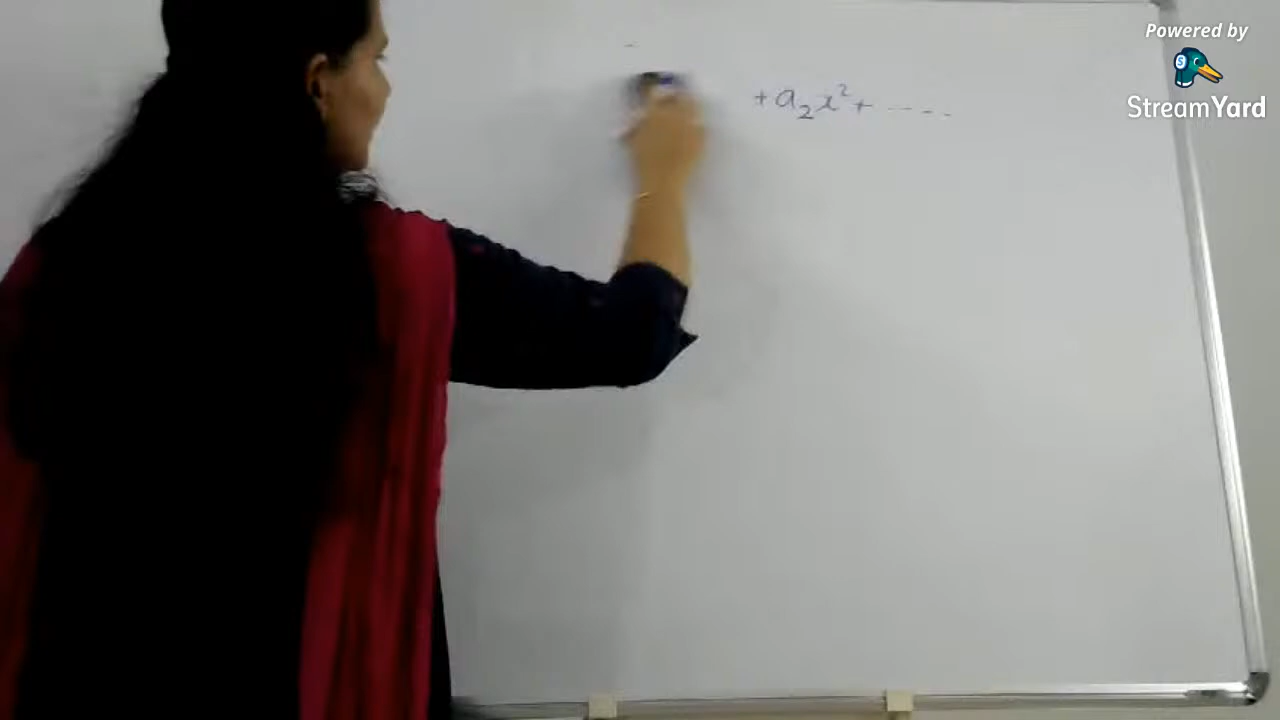 Powered by
StreamYard
+ a₂x² + ----